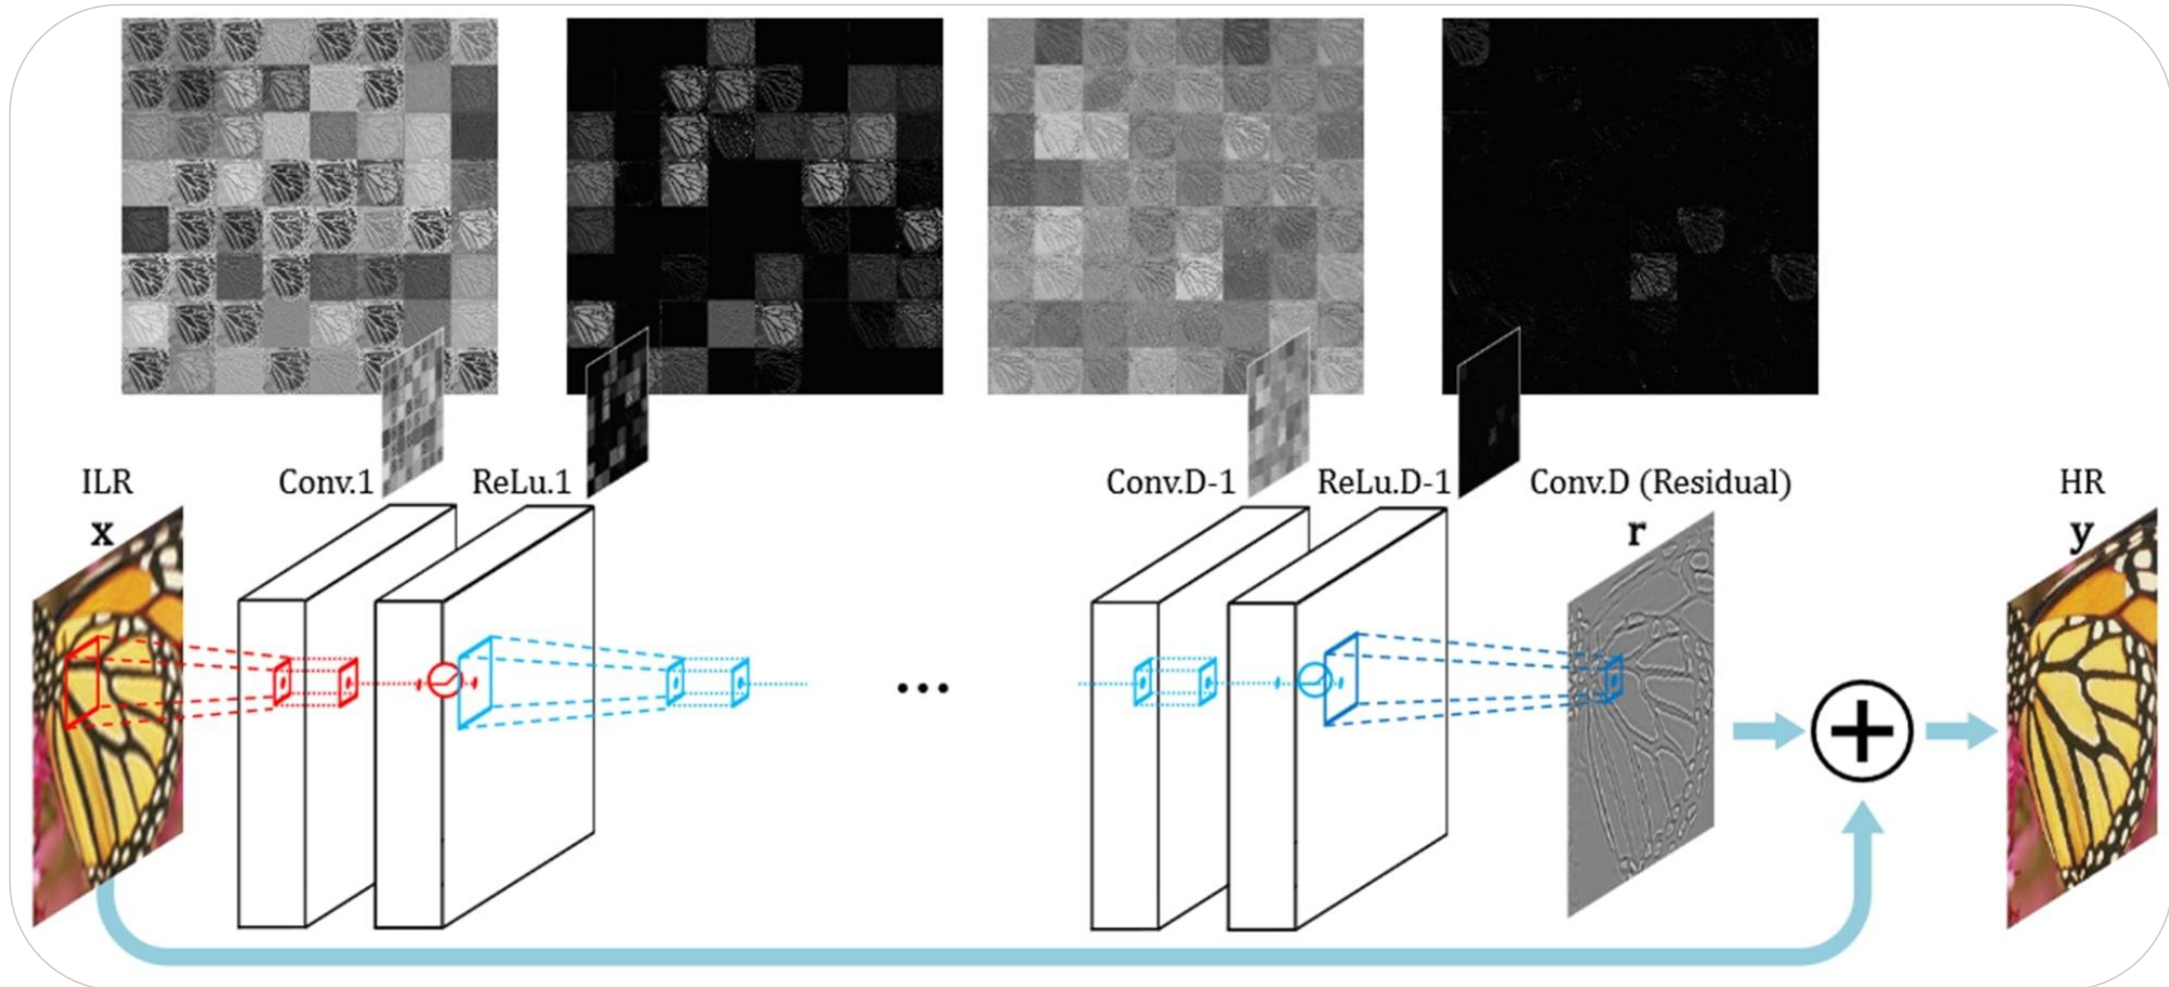 ILR
x
Conv.1
ReLu.1
Conv.D-1
ReLu.D-1
Conv.D (Residual)
r
HR
y